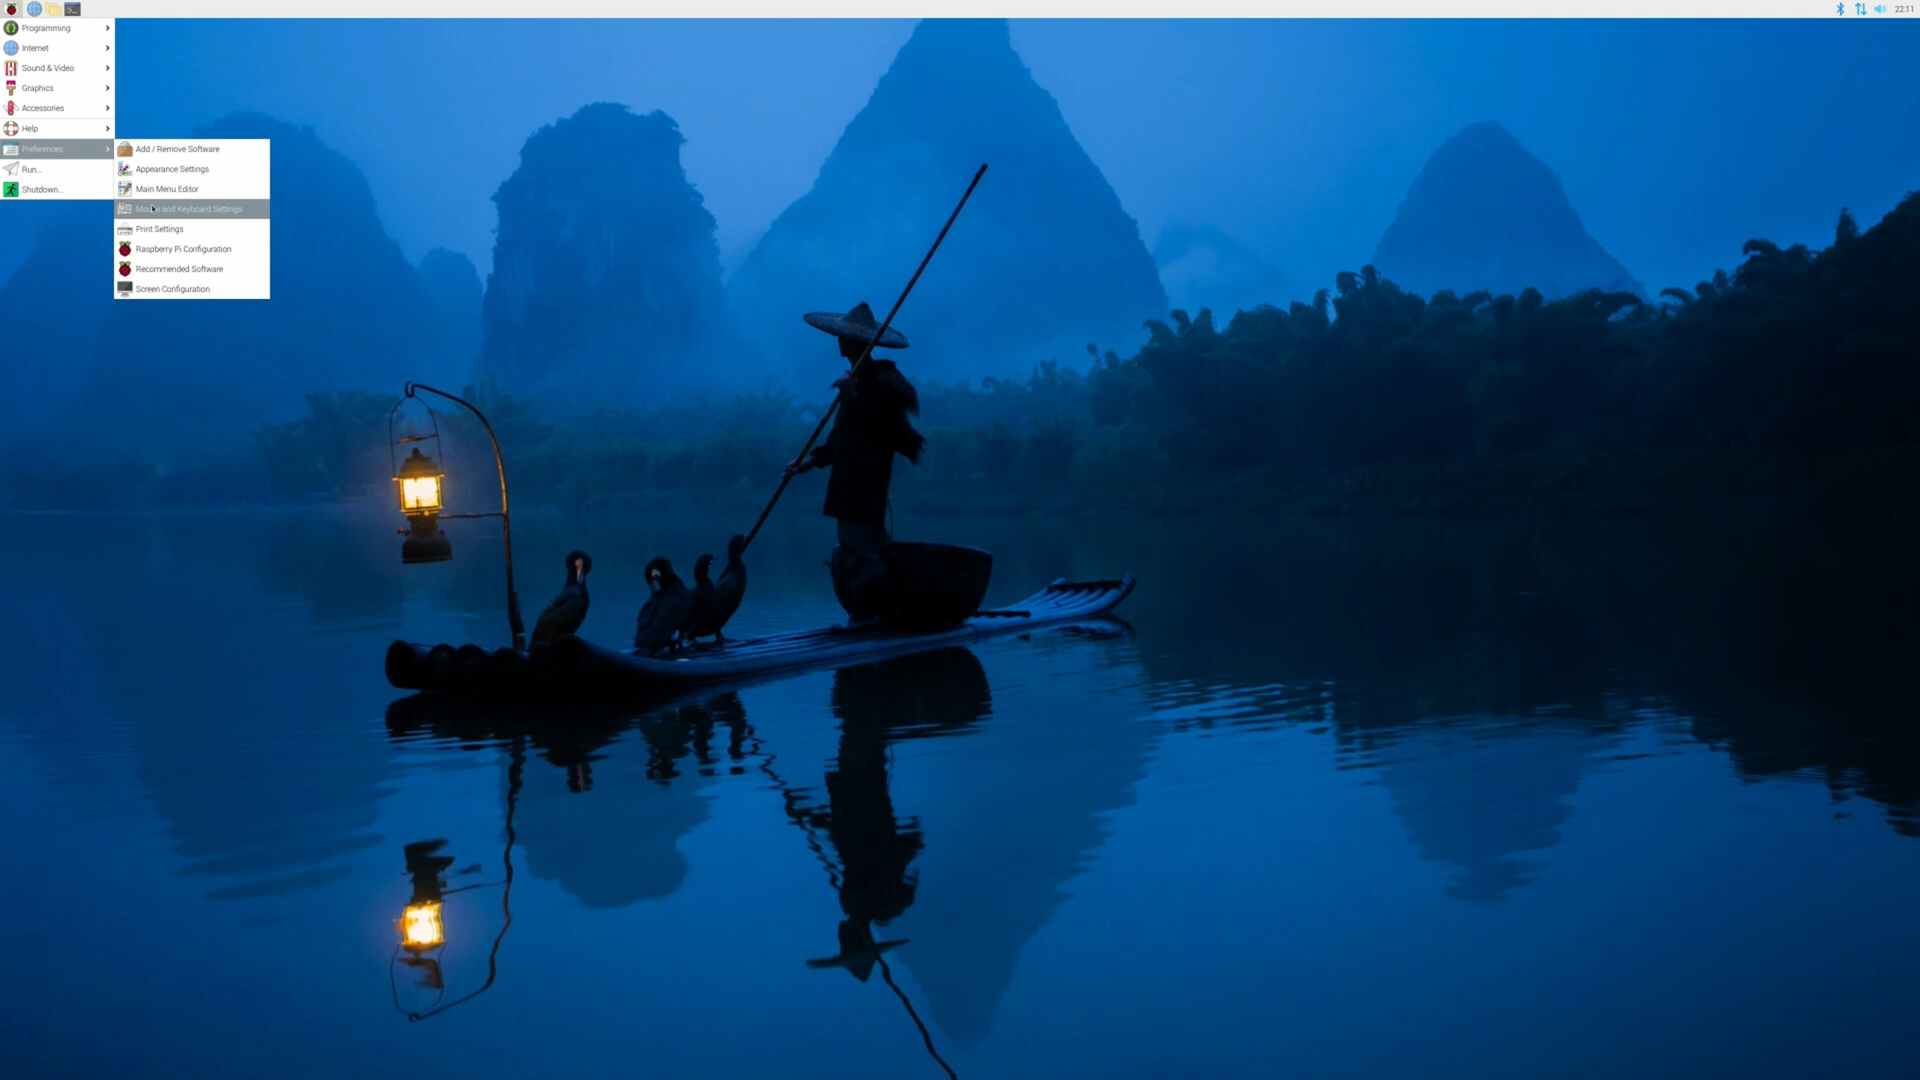 22:11
Programming
Internet
Sound & Video
Graphics
Accessories
Help
Preferences
Run...
Shutdown...
Add / Remove Software
Appearance Settings
Main Menu Editor
Mouse and Keyboard Settings
Print Settings
Raspberry Pi Configuration
Recommended Software
Screen Configuration